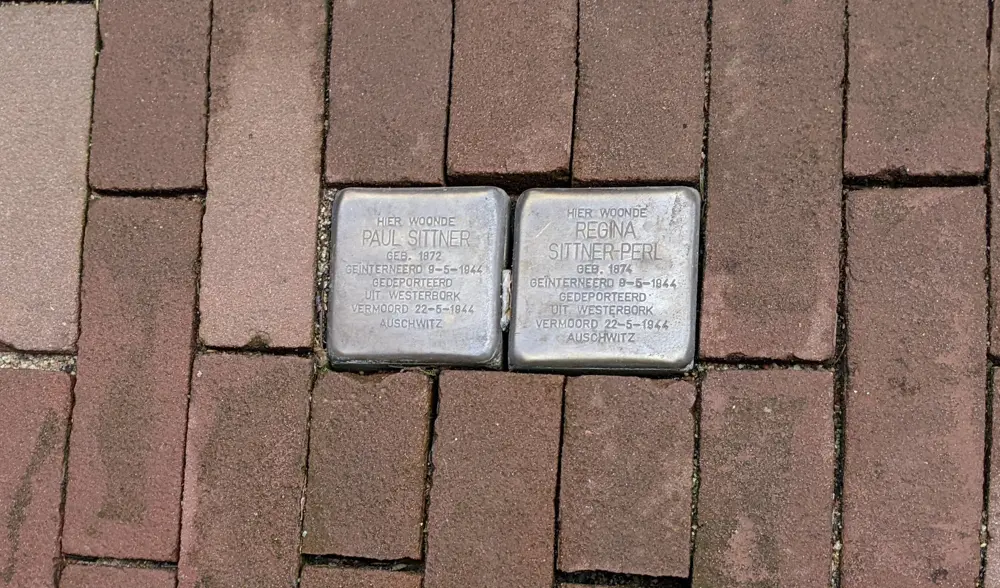 HIER WOONDE
PAUL SITTNER
GEB. 1872
GEÏNTERNEERD 9-5-1944
GEDEPORTEERD
UIT WESTERBORK
VERMOORD 22-5-1944
AUSCHWITZ
HIER WOONDE
REGINA
SITTNER-PERL
GEB. 1874
GEÏNTERNEERD 9-5-1944
GEDEPORTEERD
UIT WESTERBORK
VERMOORD 22-5-1944
AUSCHWITZ